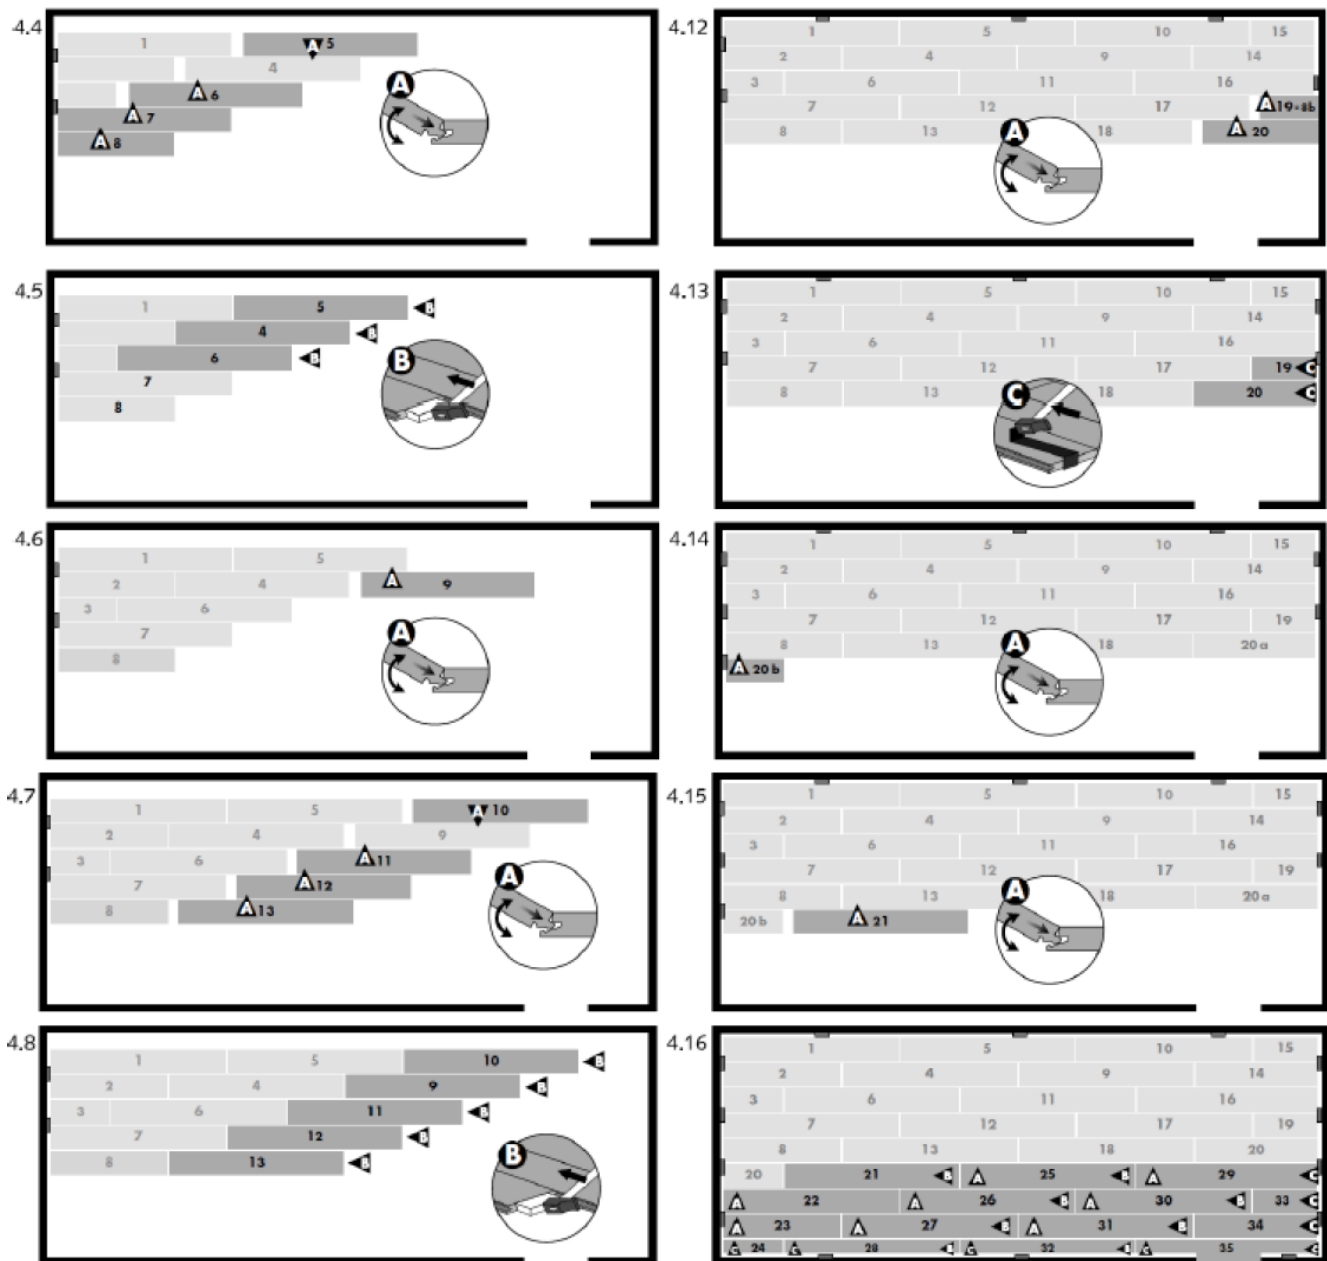 4.4
1 A 5
4
A 6
A 7
A 8
A
4.5
1 5 B
4 B
6 B
7
8
B
4.6
1 5
2 4 A 9
3 6
7
8
A
4.7
1 5 A 10
2 4 9
3 6 A 11
7 A 12
8 A 13
A
4.8
1 5 10 B
2 4 9 B
3 6 11 B
7 12 B
8 13 B
B
4.12
1 5 10 15
2 4 9 14
3 6 11 16
7 12 17 A 19=8b
8 13 18 A 20
A
4.13
1 5 10 15
2 4 9 14
3 6 11 16
7 12 17 19 C
8 13 18 20 C
C
4.14
1 5 10 15
2 4 9 14
3 6 11 16
7 12 17 19
8 13 18 20a
A 20b
A
4.15
1 5 10 15
2 4 9 14
3 6 11 16
7 12 17 19
8 13 18 20a
20b A 21
A
4.16
1 5 10 15
2 4 9 14
3 6 11 16
7 12 17 19
8 13 18 20
20 21 B A 25 B A 29 C
A 22 A 26 B A 30 B 33 C
A 23 A 27 B A 31 B 34 C
24 28 32 35